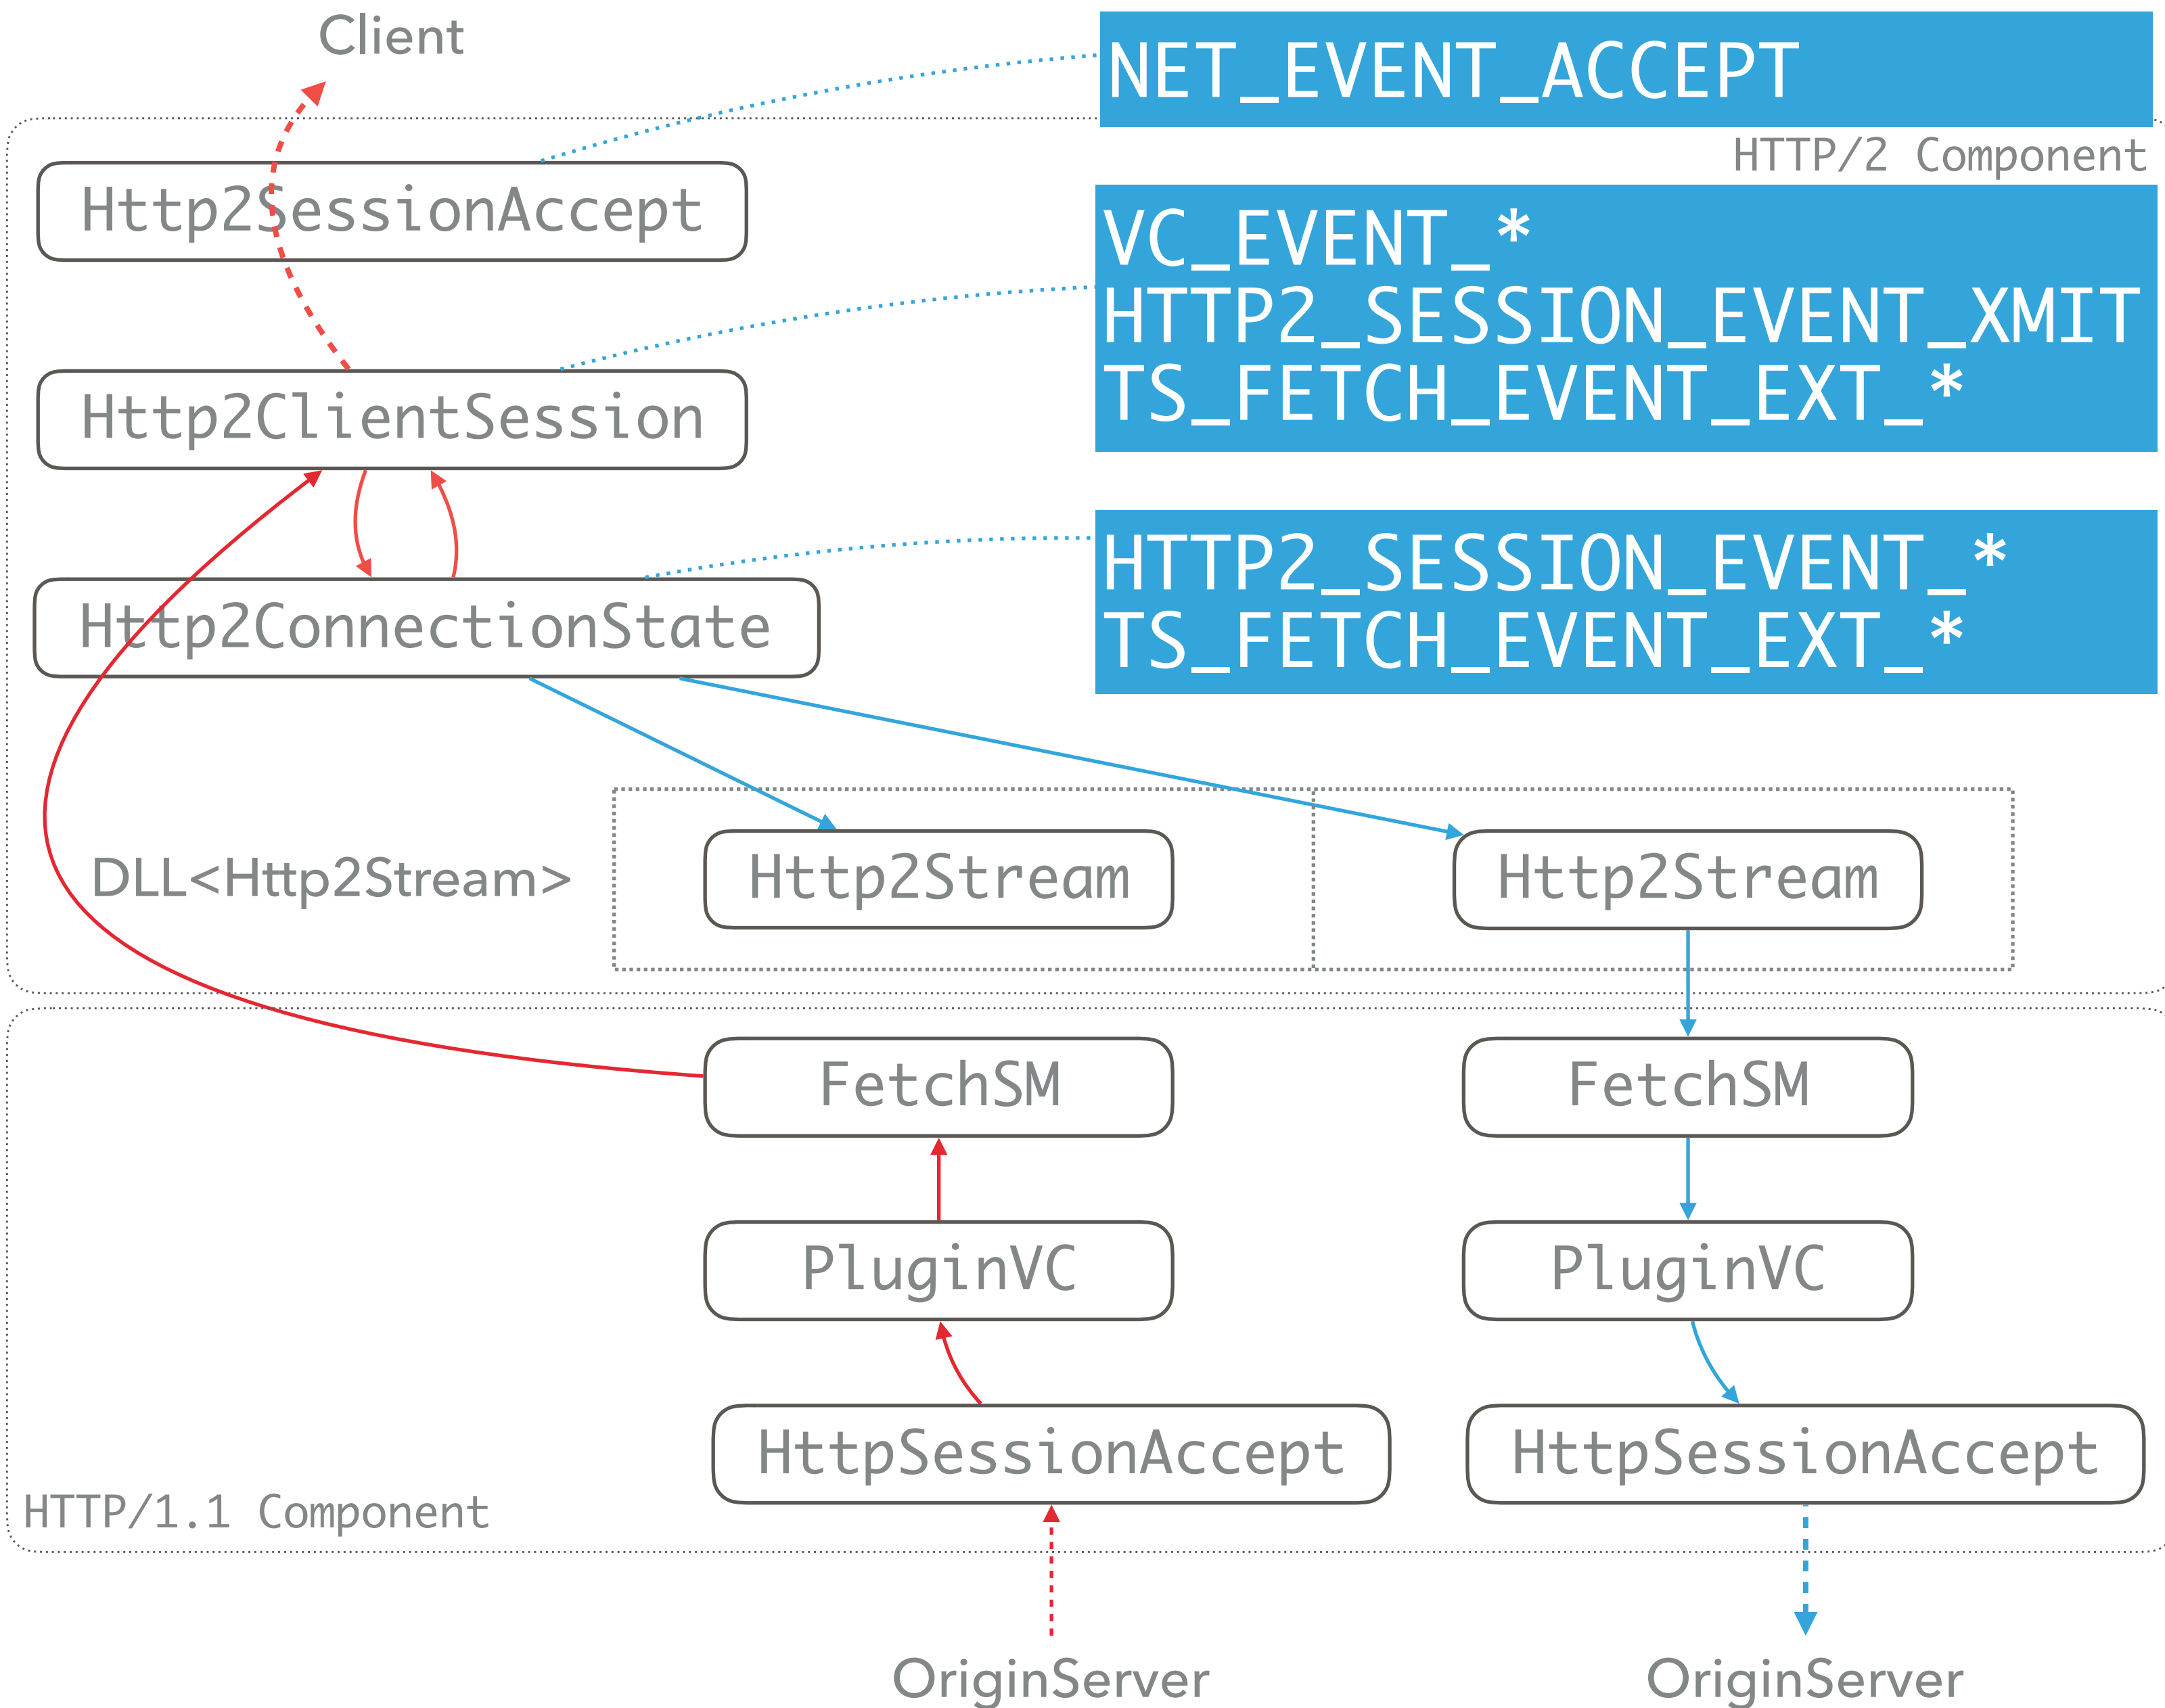 Client
NET_EVENT_ACCEPT
HTTP/2 Component
Http2SessionAccept
VC_EVENT_*
HTTP2_SESSION_EVENT_XMIT
TS_FETCH_EVENT_EXT_*
Http2ClientSession
HTTP2_SESSION_EVENT_*
TS_FETCH_EVENT_EXT_*
Http2ConnectionState
DLL<Http2Stream>
Http2Stream
Http2Stream
FetchSM
FetchSM
PluginVC
PluginVC
HttpSessionAccept
HttpSessionAccept
HTTP/1.1 Component
OriginServer
OriginServer